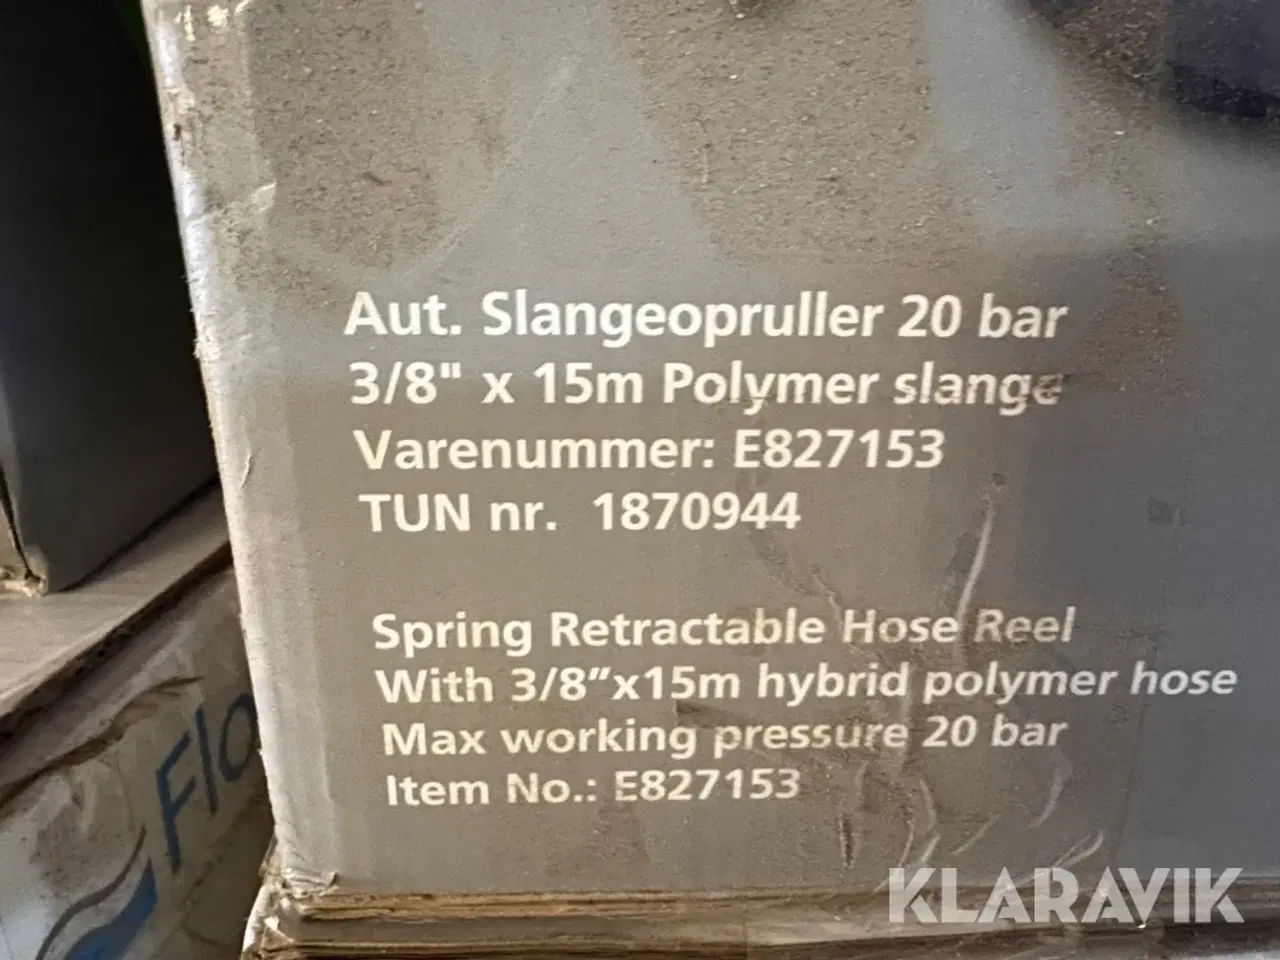 Aut. Slangeopruller 20 bar
3/8" x 15m Polymer slange
Varenummer: E827153
TUN nr. 1870944
Spring Retractable Hose Reel
With 3/8”x15m hybrid polymer hose
Max working pressure 20 bar
Item No.: E827153
Flo
KLARAVIK